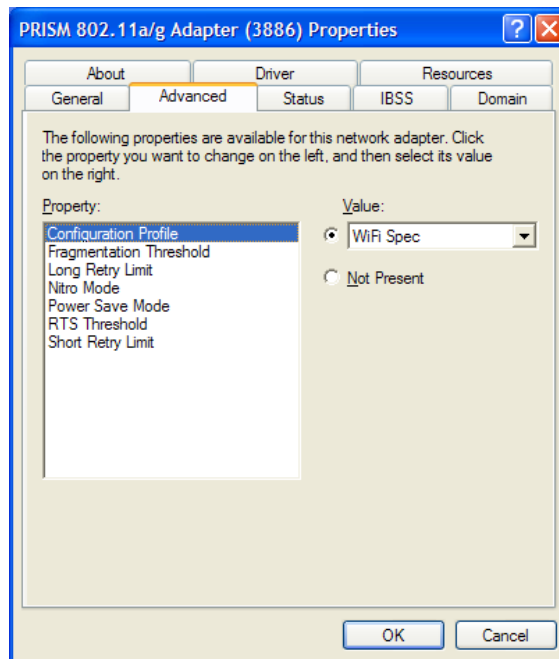 PRISM 802.11a/g Adapter (3886) Properties
About Driver Resources
General Advanced Status IBSS Domain
The following properties are available for this network adapter. Click
the property you want to change on the left, and then select its value
on the right.
Property: Value:
Configuration Profile WiFi Spec
Fragmentation Threshold
Long Retry Limit Not Present
Nitro Mode
Power Save Mode
RTS Threshold
Short Retry Limit
OK Cancel